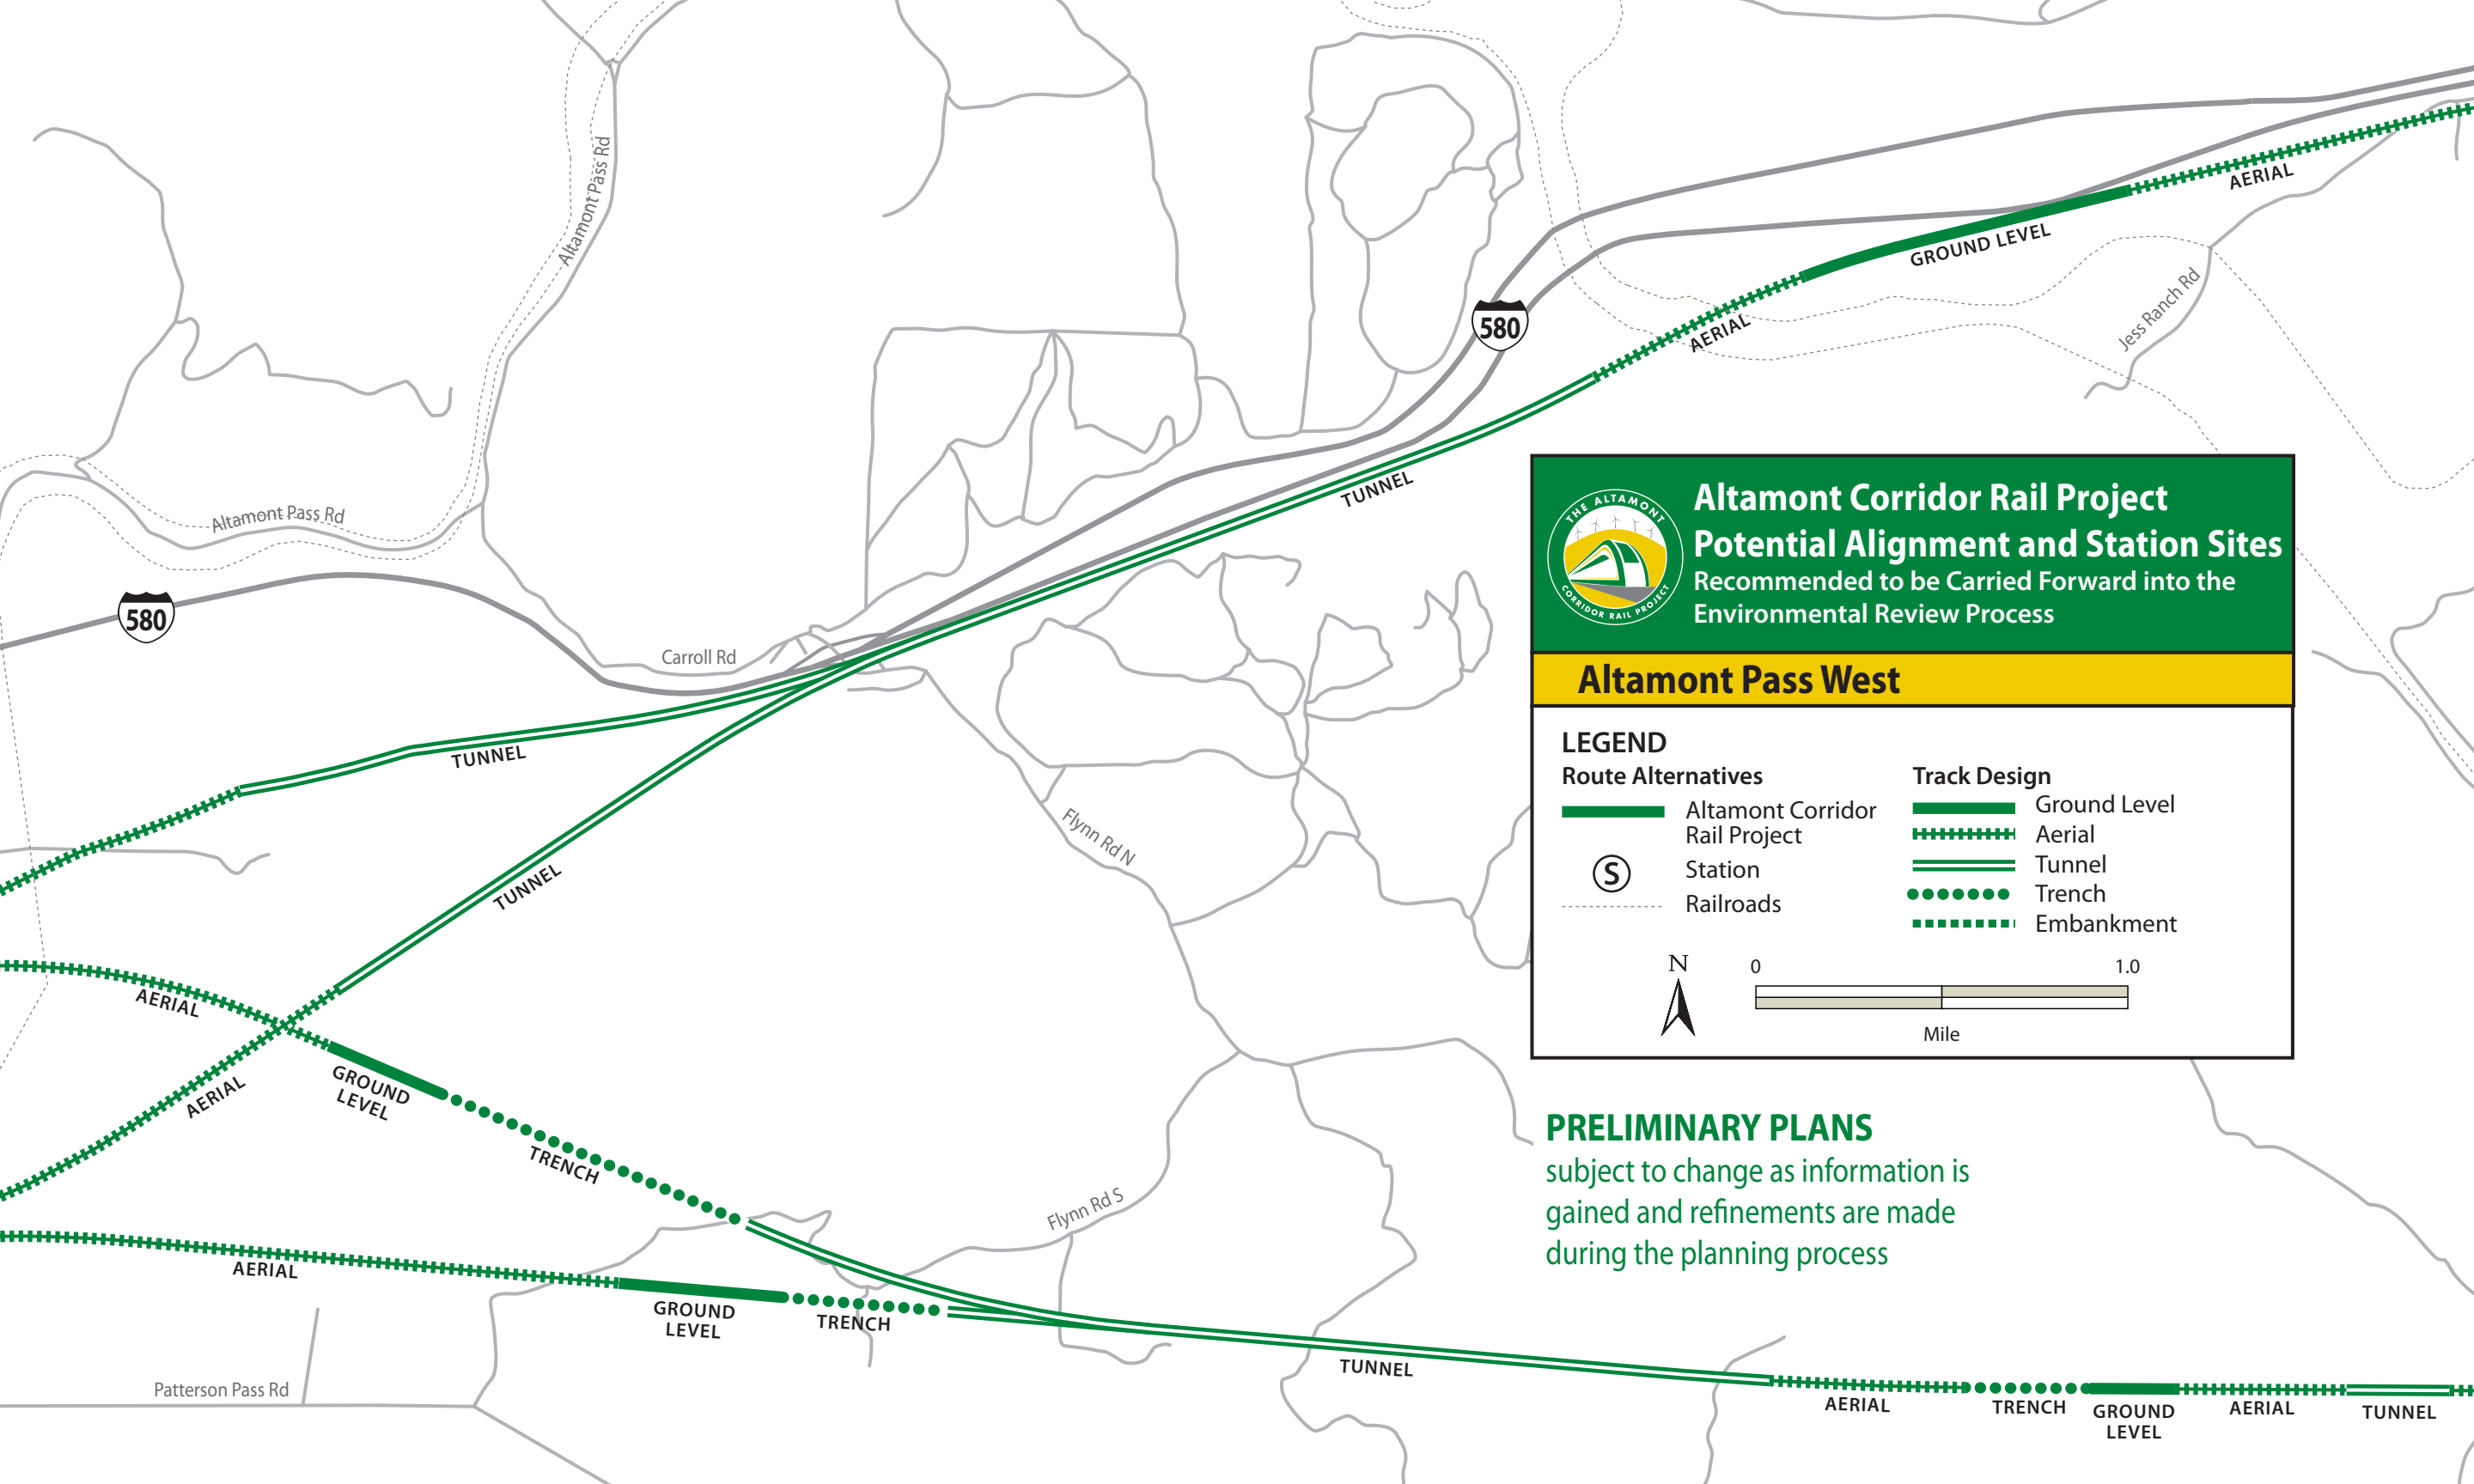 Altamont Pass Rd
AERIAL
GROUND LEVEL
AERIAL
Jess Ranch Rd
580
TUNNEL
Altamont Pass Rd
580
Carroll Rd
TUNNEL
TUNNEL
Flynn Rd N
AERIAL
AERIAL
GROUND
LEVEL
TRENCH
Flynn Rd S
AERIAL
GROUND
LEVEL
TRENCH
TUNNEL
Patterson Pass Rd
AERIAL
TRENCH
GROUND
LEVEL
AERIAL
TUNNEL
THE ALTAMONT
CORRIDOR RAIL PROJECT
Altamont Corridor Rail Project
Potential Alignment and Station Sites
Recommended to be Carried Forward into the
Environmental Review Process
Altamont Pass West
LEGEND
Route Alternatives
Altamont Corridor
Rail Project
S
Station
Railroads
Track Design
Ground Level
Aerial
Tunnel
Trench
Embankment
N
0
1.0
Mile
PRELIMINARY PLANS
subject to change as information is
gained and refinements are made
during the planning process